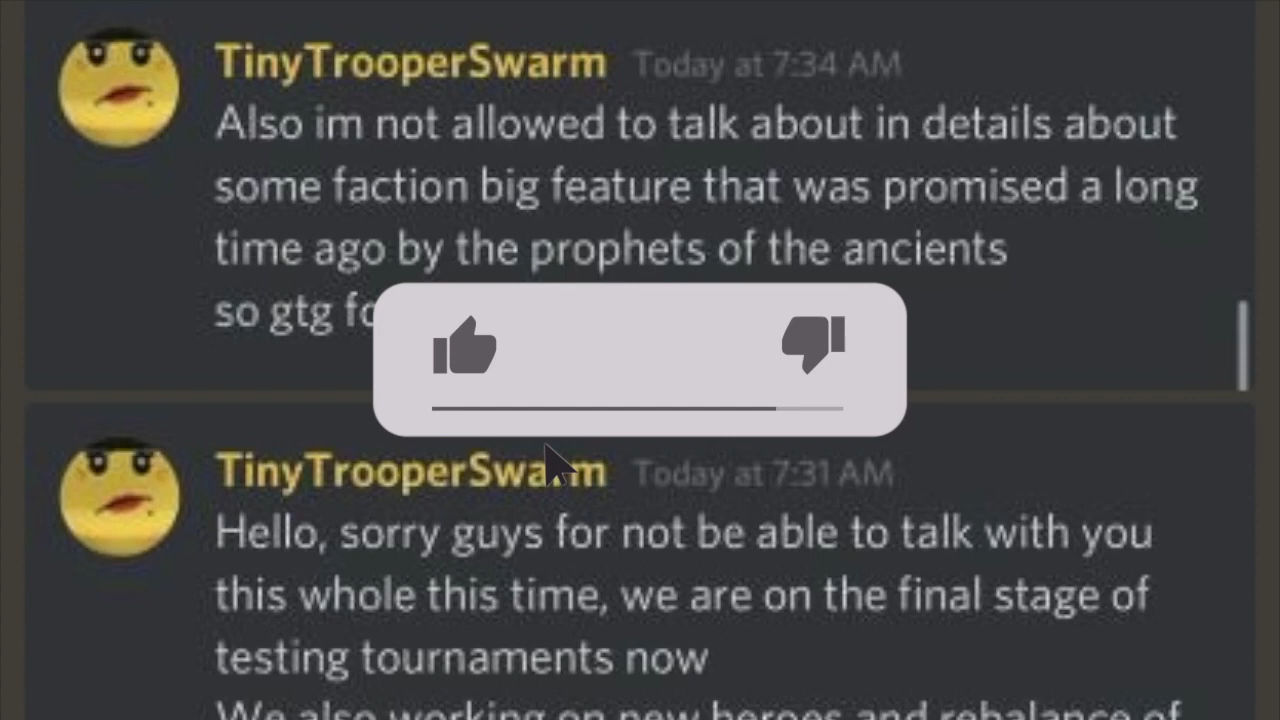 TinyTrooperSwarm Today at 7:34 AM
Also im not allowed to talk about in details about
some faction big feature that was promised a long
time ago by the prophets of the ancients
so gtg
TinyTrooperSwarm Today at 7:31 AM
Hello, sorry guys for not be able to talk with you
this whole this time, we are on the final stage of
testing tournaments now
We also working on new heroes and rebalance of